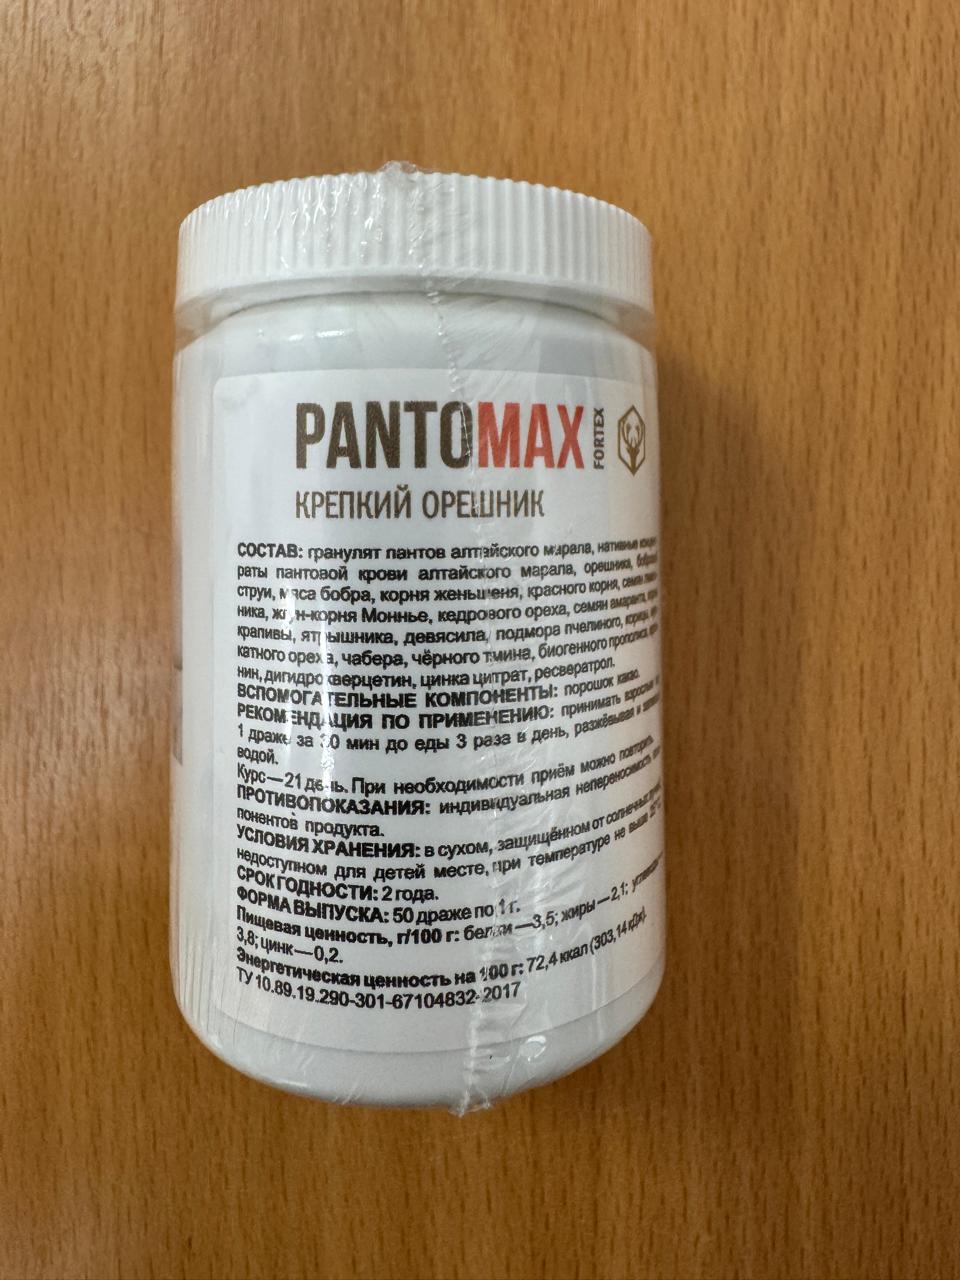 PANTOMAX
FORTEX
КРЕПКИЙ ОРЕШНИК
СОСТАВ: гранулят пантов алтайского марала, нативные
раты пантовой крови алтайского марала, орешника, бобровой
струи, мяса бобра, корня женьшеня, красного корня, семян
ника, жгун-корня Моннье, кедрового ореха, семян амаранта,
крапивы, ятрышника, девясила, подмора пчелиного, корицы,
катного ореха, чабера, чёрного тмина, биогенного прополиса,
нин, дигидрокверцетин, цинка цитрат, ресвератрол.
ВСПОМОГАТЕЛЬНЫЕ КОМПОНЕНТЫ: порошок какао.
РЕКОМЕНДАЦИЯ ПО ПРИМЕНЕНИЮ: принимать взрослым
1 драже за 30 мин до еды 3 раза в день, разжёвывая и
водой.
Курс—21 день. При необходимости приём можно повторить.
ПРОТИВОПОКАЗАНИЯ: индивидуальная непереносимость
понентов продукта.
УСЛОВИЯ ХРАНЕНИЯ: в сухом, защищённом от солнечных
недоступном для детей месте, при температуре не выше
СРОК ГОДНОСТИ: 2 года.
ФОРМА ВЫПУСКА: 50 драже по 1 г.
Пищевая ценность, г/100 г: белки—3,5; жиры—2,1;
3,8; цинк—0,2.
Энергетическая ценность на 100 г: 72,4 ккал (303,14 кДж).
ТУ 10.89.19.290-301-67104832-2017